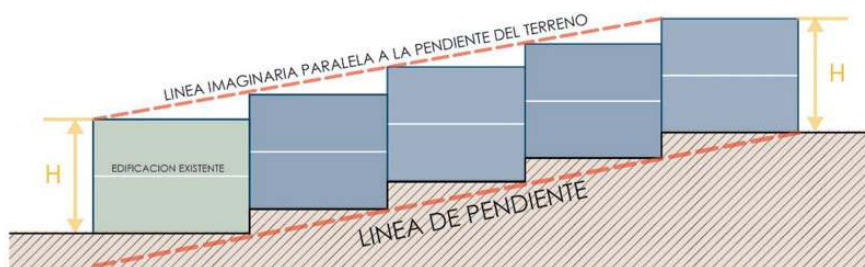 LINEA IMAGINARIA PARALELA A LA PENDIENTE DEL TERRENO
H
H
EDIFICACION EXISTENTE
LINEA DE PENDIENTE